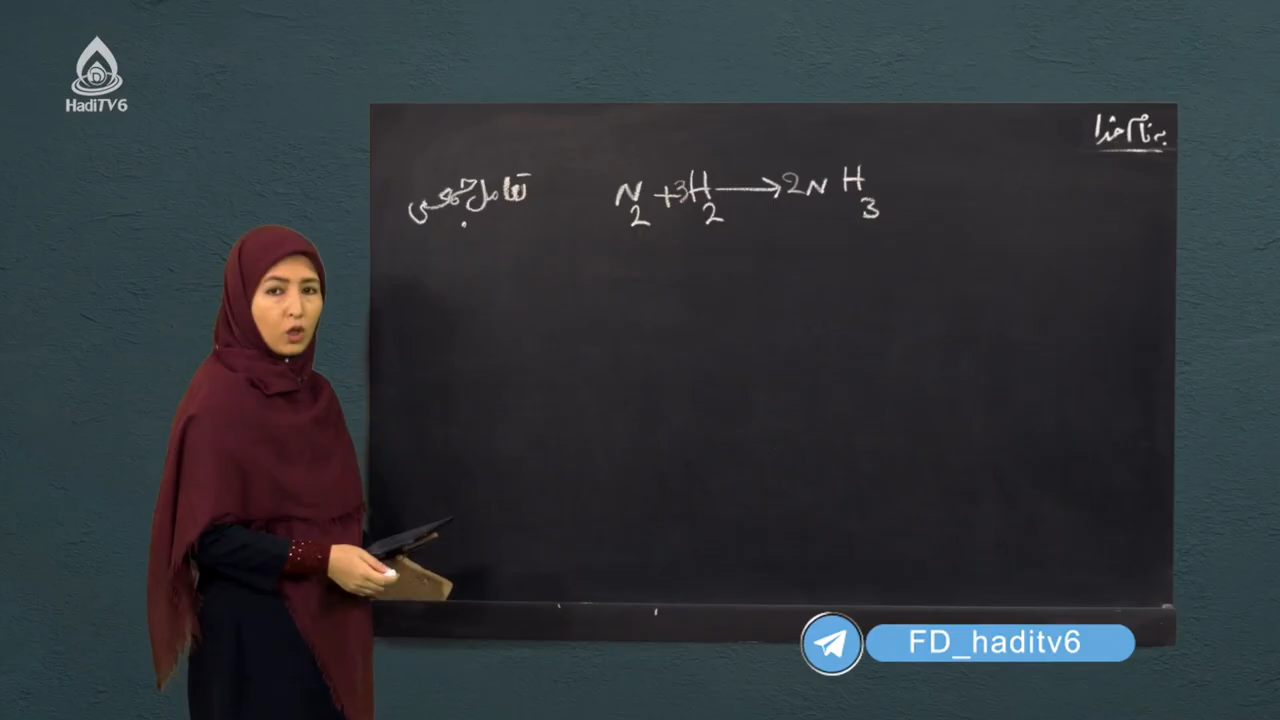 HadiTV6
به نام خدا
تعامل جمعی
N2 + 3H2 → 2NH3
FD_haditv6